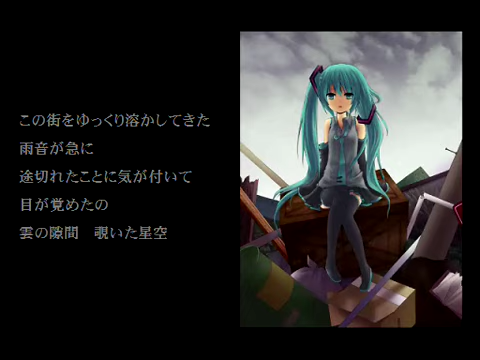 この街をゆっくり溶かしてきた
雨音が急に
途切れたことに気が付いて
目が覚めたの
雲の隙間　覗いた星空